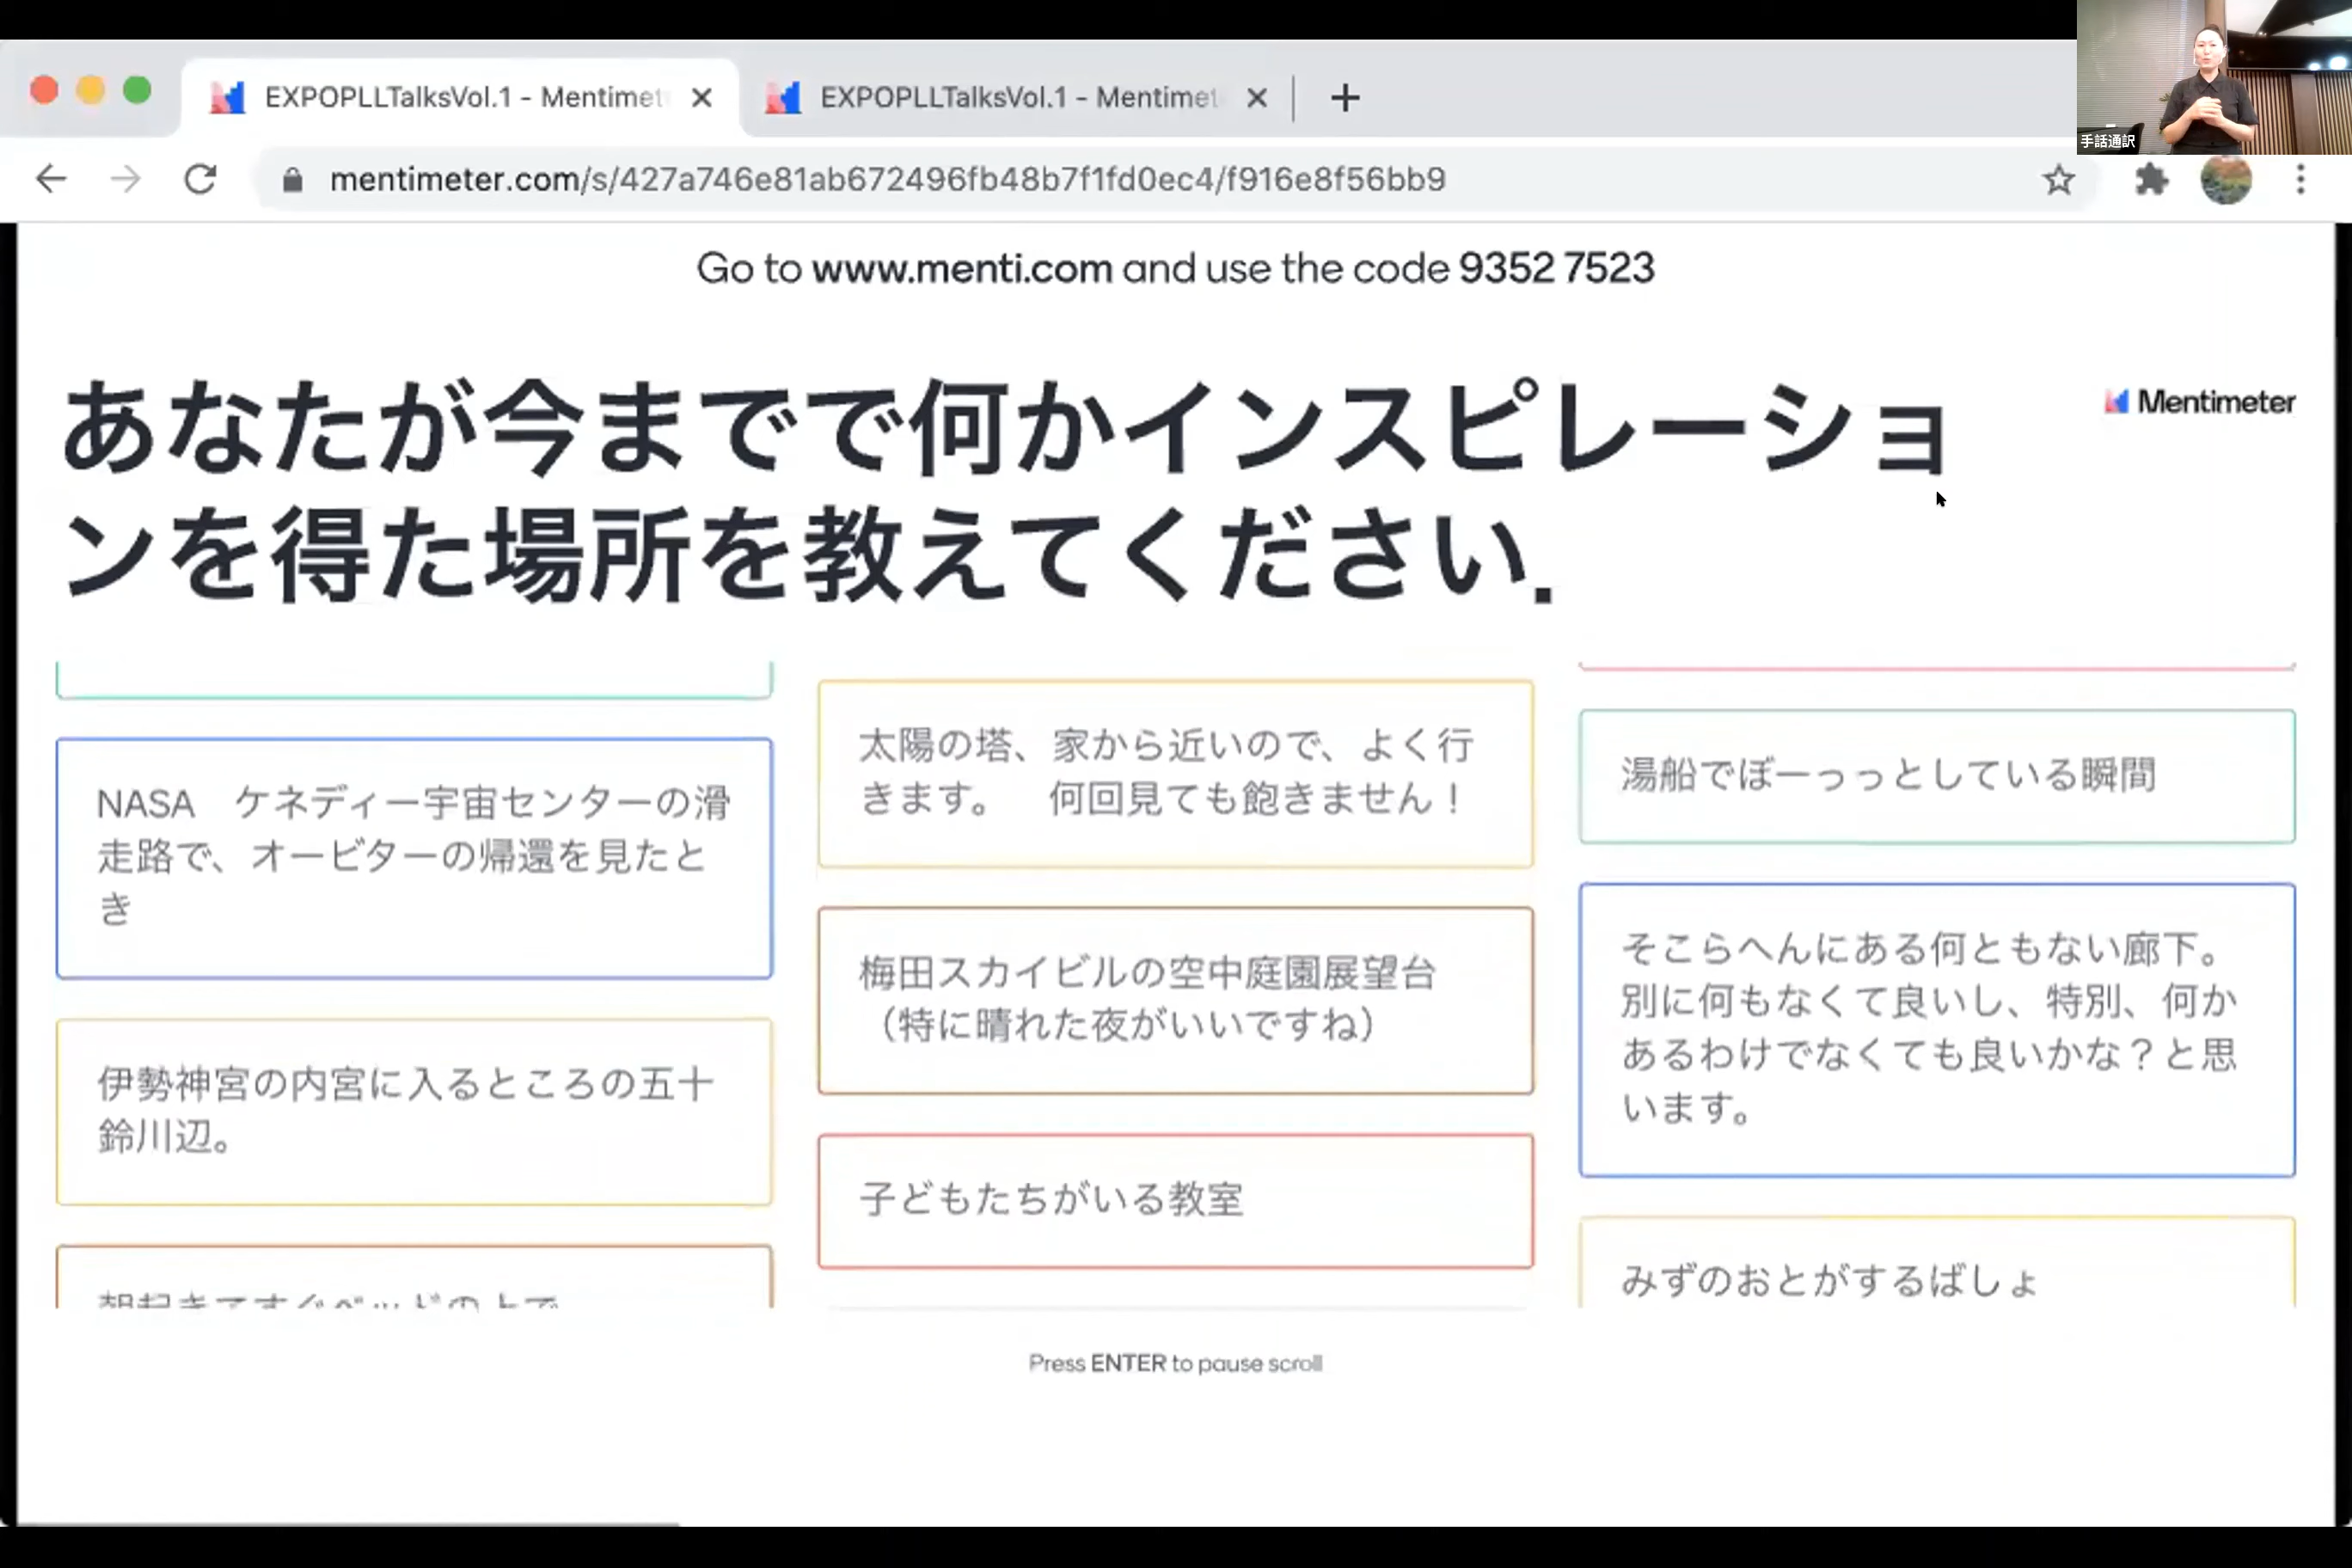 EXPOPLLTalksVol.1 - Mentimet
EXPOPLLTalksVol.1 - Mentimet
手話通訳
mentimeter.com/s/427a746e81ab672496fb48b7f1fd0ec4/f916e8f56bb9
Go to www.menti.com and use the code 9352 7523
あなたが今までで何かインスピレーショ
ンを得た場所を教えてください.
Mentimeter
NASA　ケネディー宇宙センターの滑
走路で、オービターの帰還を見たと
き
伊勢神宮の内宮に入るところの五十
鈴川辺。
朝起きてすぐベッドの上で
太陽の塔、家から近いので、よく行
きます。　何回見ても飽きません！
梅田スカイビルの空中庭園展望台
（特に晴れた夜がいいですね）
子どもたちがいる教室
湯船でぼーっっとしている瞬間
そこらへんにある何ともない廊下。
別に何もなくて良いし、特別、何か
あるわけでなくても良いかな？と思
います。
みずのおとがするばしょ
Press ENTER to pause scroll